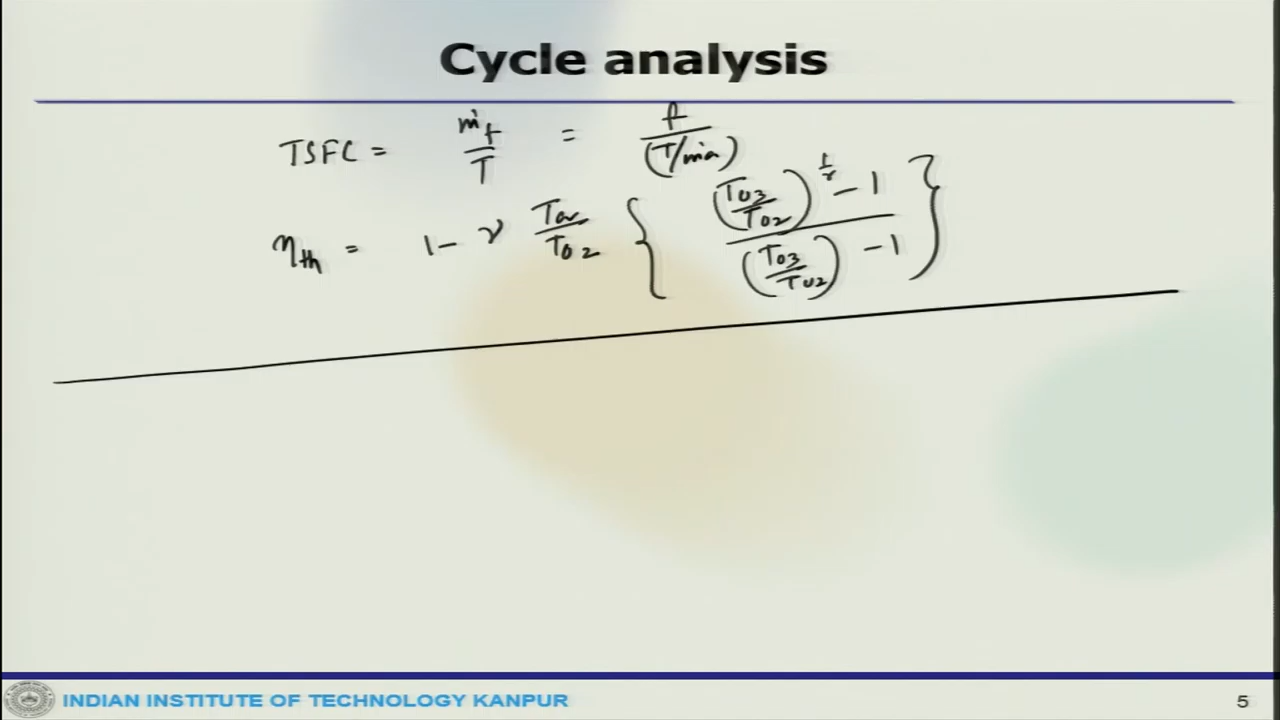 Cycle analysis
TSFC = ṁf / T = f / (T/ṁa)
ηth = 1 - γ Ta/T02 { ((T03/T02)^(1/γ) - 1) / ((T03/T02) - 1) }
INDIAN INSTITUTE OF TECHNOLOGY KANPUR
5